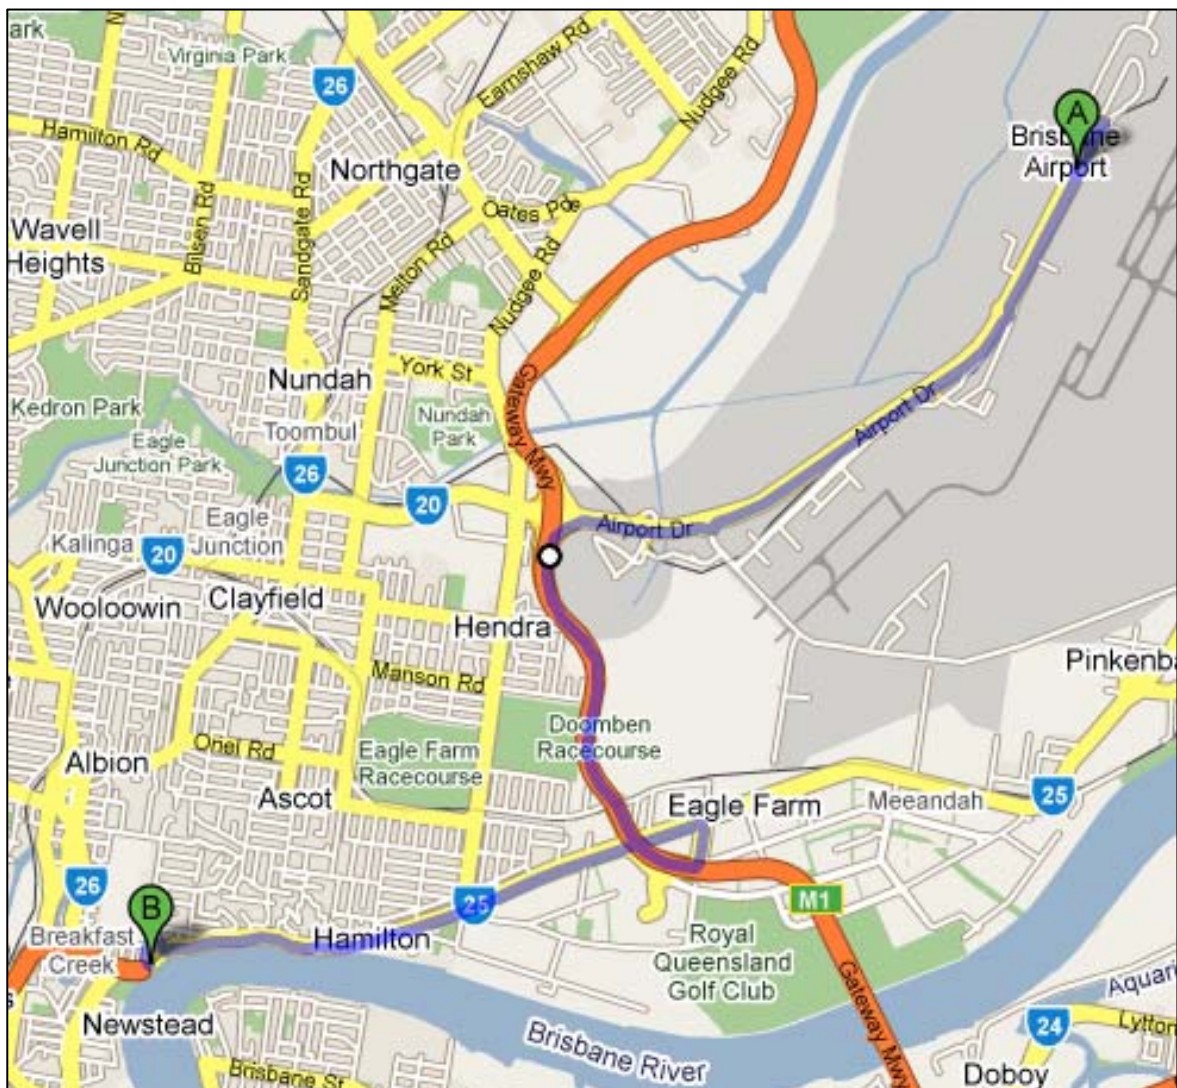 ark
Virginia Park
26
Earnshaw Rd
Nudgee Rd
A
Brisbane
Airport
Hamilton Rd
Northgate
Bilsen Rd
Sandgate Rd
Oates Pde
Wavell
Heights
Melton Rd
Nudgee Rd
Nundah
York St
Gateway Mwy
Airport Dr
Kedron Park
Toombul
Nundah
Park
Eagle
Junction Park
26
20
Airport Dr
Eagle
Junction
Kalinga
20
Wooloowin
Clayfield
Hendra
Manson Rd
Pinkenba
Doomben
Racecourse
Oriel Rd
Eagle Farm
Racecourse
Albion
Ascot
Eagle Farm
Meeandah
25
26
B
25
M1
Breakfast
Creek
Hamilton
Royal
Queensland
Golf Club
Gateway Mwy
s
Newstead
Brisbane River
Aquari
24
Lytton
Brisbane St
Doboy